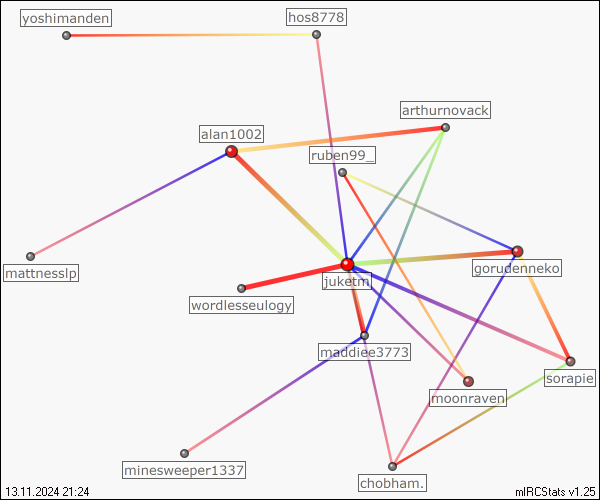 yoshimanden
hos8778
arthurnovack
alan1002
ruben99_
mattnesslp
gorudenneko
juketm
wordlesseulogy
maddiee3773
sorapie
moonraven
minesweeper1337
chobham.
13.11.2024 21:24
mIRCStats v1.25